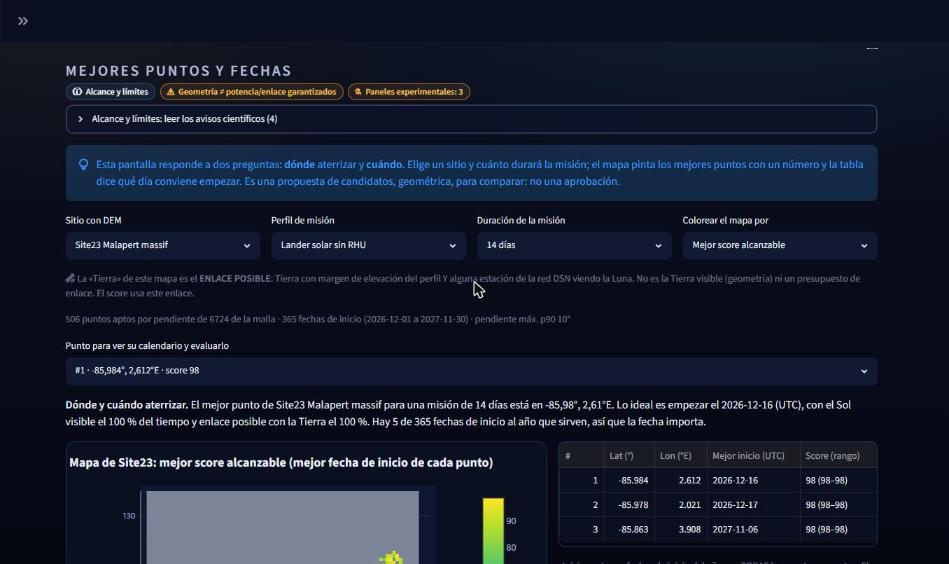 MEJORES PUNTOS Y FECHAS
Alcance y límites
Geometría ≠ potencia/enlace garantizados
Paneles experimentales: 3
Alcance y límites: leer los avisos científicos (4)
Esta pantalla responde a dos preguntas: dónde aterrizar y cuándo. Elige un sitio y cuánto durará la misión; el mapa pinta los mejores puntos con un número y la tabla
dice qué día conviene empezar. Es una propuesta de candidatos, geométrica, para comparar: no una aprobación.
Sitio con DEM
Perfil de misión
Duración de la misión
Colorear el mapa por
Site23 Malapert massif
Lander solar sin RHU
14 días
Mejor score alcanzable
La «Tierra» de este mapa es el ENLACE POSIBLE: Tierra con margen de elevación del perfil Y alguna estación de la red DSN viendo la Luna. No es la Tierra visible (geometría) ni un presupuesto de
enlace. El score usa este enlace.
506 puntos aptos por pendiente de 6724 de la malla · 365 fechas de inicio (2026-12-01 a 2027-11-30) · pendiente máx. p90 10°
Punto para ver su calendario y evaluarlo
#1 · -85,984°, 2,612°E · score 98
Dónde y cuándo aterrizar. El mejor punto de Site23 Malapert massif para una misión de 14 días está en -85,98°, 2,61°E. Lo ideal es empezar el 2026-12-16 (UTC), con el Sol
visible el 100 % del tiempo y enlace posible con la Tierra el 100 %. Hay 5 de 365 fechas de inicio al año que sirven, así que la fecha importa.
Mapa de Site23: mejor score alcanzable (mejor fecha de inicio de cada punto)
130
90
80
# Lat (°) Lon (°E) Mejor inicio (UTC) Score (rango)
1 -85.984 2.612 2026-12-16 98 (98–98)
2 -85.978 2.021 2026-12-17 98 (98–98)
3 -85.863 3.908 2027-11-06 98 (98–98)